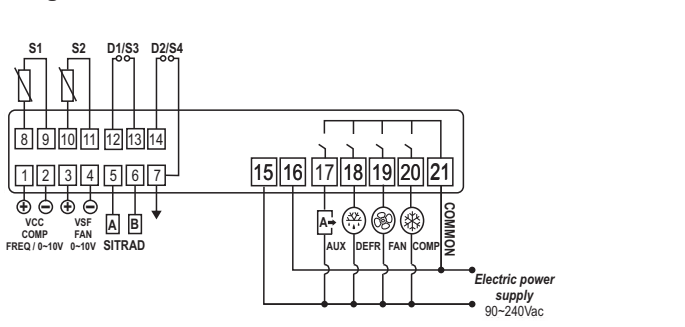 S1 S2 D1/S3 D2/S4
8 9 10 11 12 13 14
15 16 17 18 19 20 21
1 2 3 4 5 6 7
A B
A
VCC
COMP
FREQ / 0~10V
VSF
FAN
0~10V
SITRAD
AUX DEFR FAN COMP
COMMON
Electric power
supply
90~240Vac